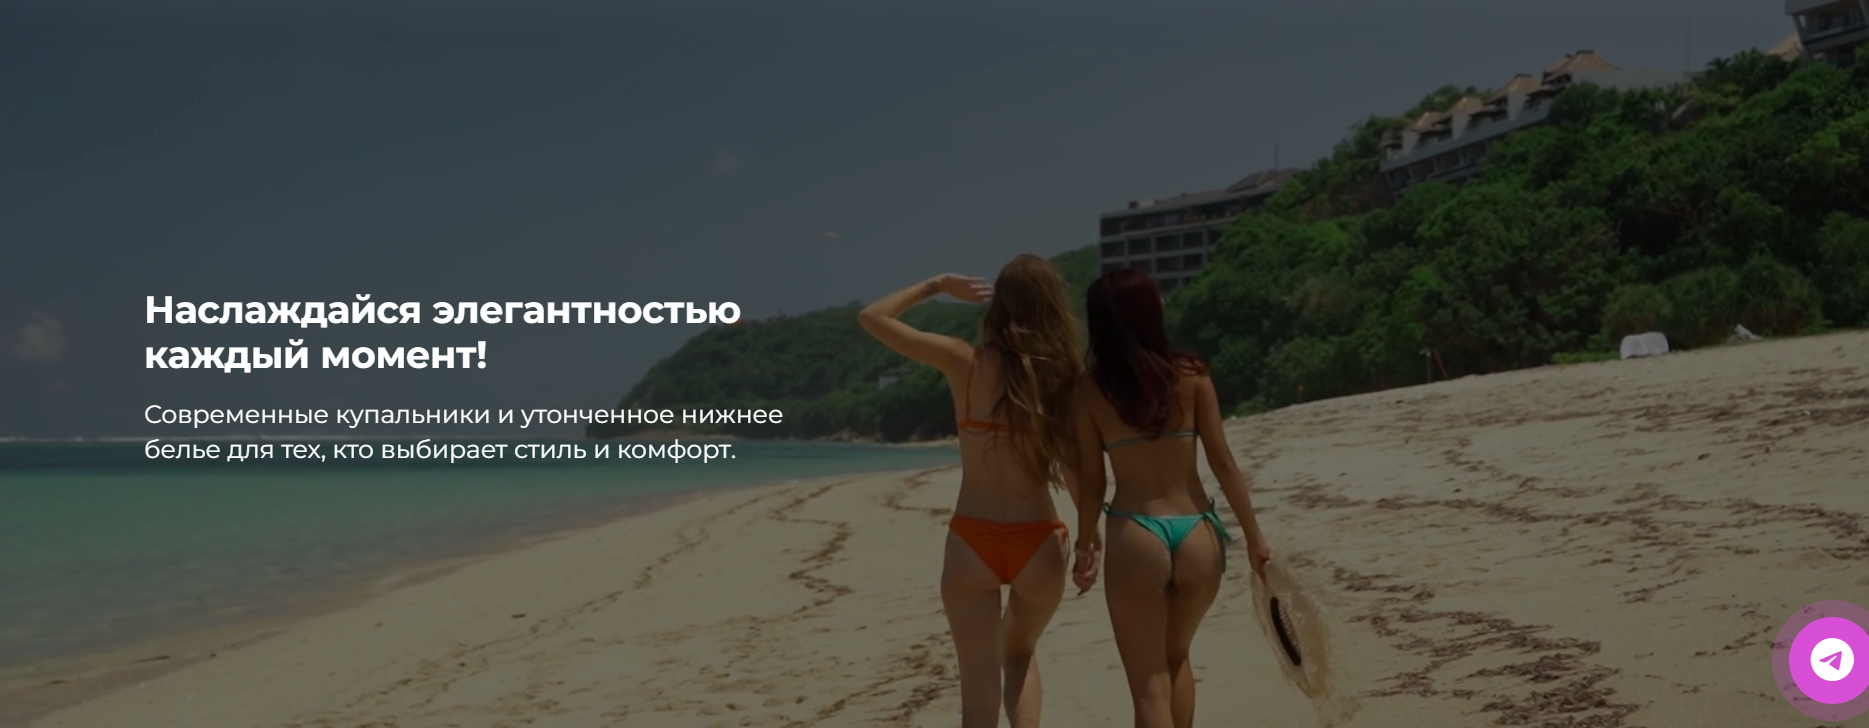 Наслаждайся элегантностью
каждый момент!
Современные купальники и утонченное нижнее
белье для тех, кто выбирает стиль и комфорт.